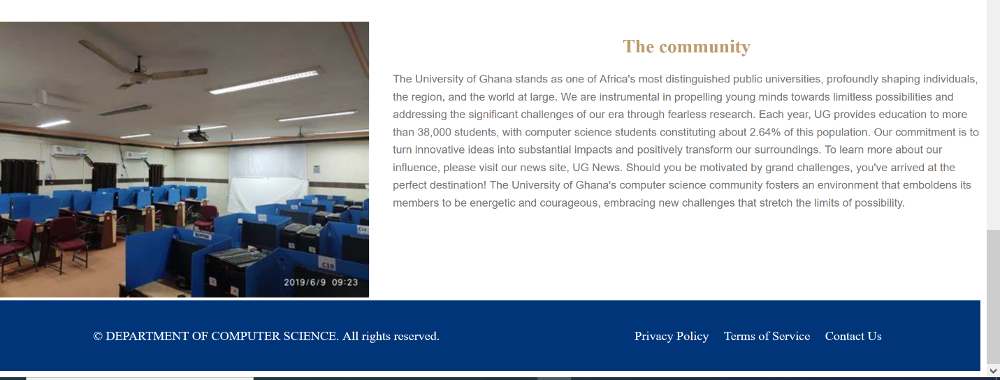 The community
The University of Ghana stands as one of Africa's most distinguished public universities, profoundly shaping individuals,
the region, and the world at large. We are instrumental in propelling young minds towards limitless possibilities and
addressing the significant challenges of our era through fearless research. Each year, UG provides education to more
than 38,000 students, with computer science students constituting about 2.64% of this population. Our commitment is to
turn innovative ideas into substantial impacts and positively transform our surroundings. To learn more about our
influence, please visit our news site, UG News. Should you be motivated by grand challenges, you've arrived at the
perfect destination! The University of Ghana's computer science community fosters an environment that emboldens its
members to be energetic and courageous, embracing new challenges that stretch the limits of possibility.
BUFFER
C19
2019/6/9 09:23
© DEPARTMENT OF COMPUTER SCIENCE. All rights reserved.
Privacy Policy Terms of Service Contact Us